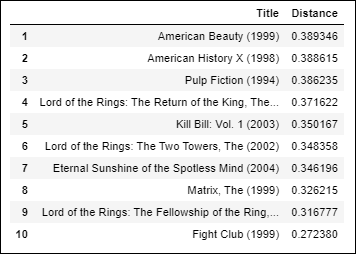 Title Distance
1 American Beauty (1999) 0.389346
2 American History X (1998) 0.388615
3 Pulp Fiction (1994) 0.386235
4 Lord of the Rings: The Return of the King, The... 0.371622
5 Kill Bill: Vol. 1 (2003) 0.350167
6 Lord of the Rings: The Two Towers, The (2002) 0.348358
7 Eternal Sunshine of the Spotless Mind (2004) 0.346196
8 Matrix, The (1999) 0.326215
9 Lord of the Rings: The Fellowship of the Ring,... 0.316777
10 Fight Club (1999) 0.272380